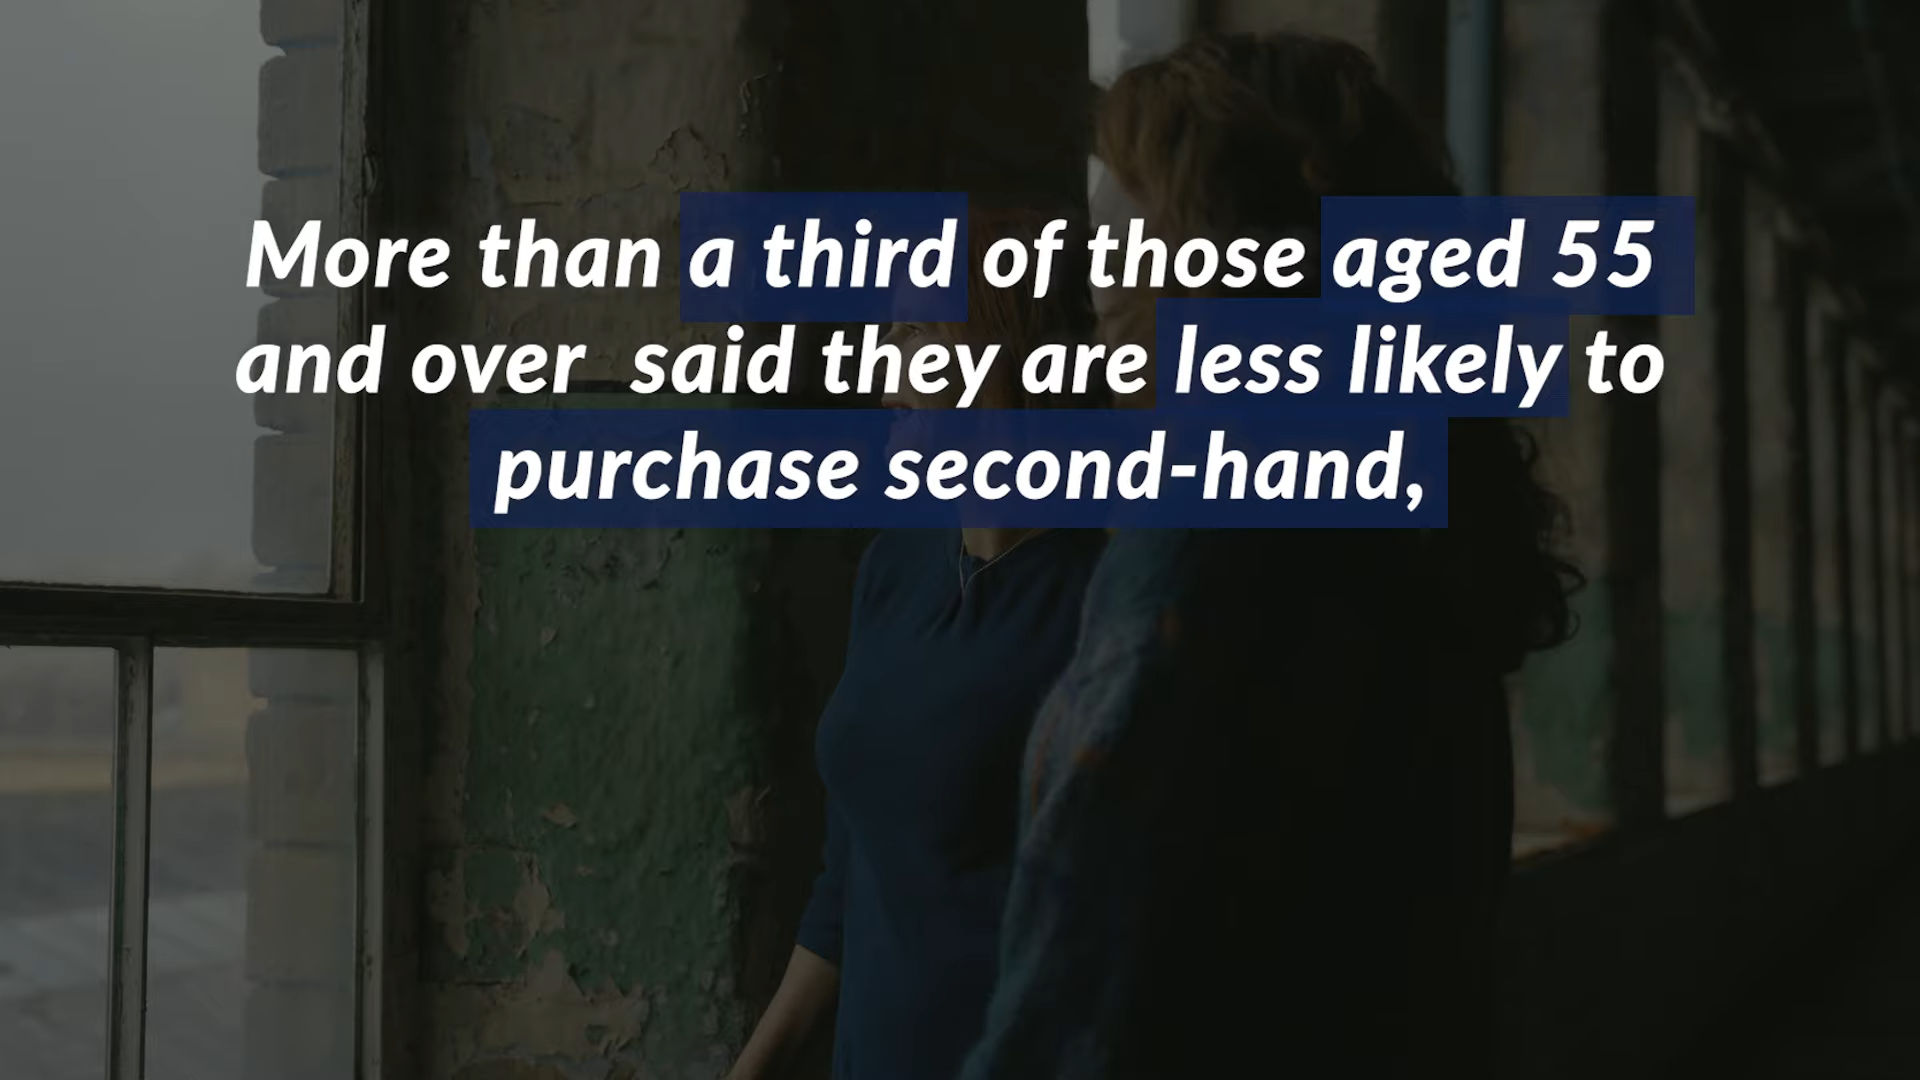 More than a third of those aged 55
and over  said they are less likely to
purchase second-hand,